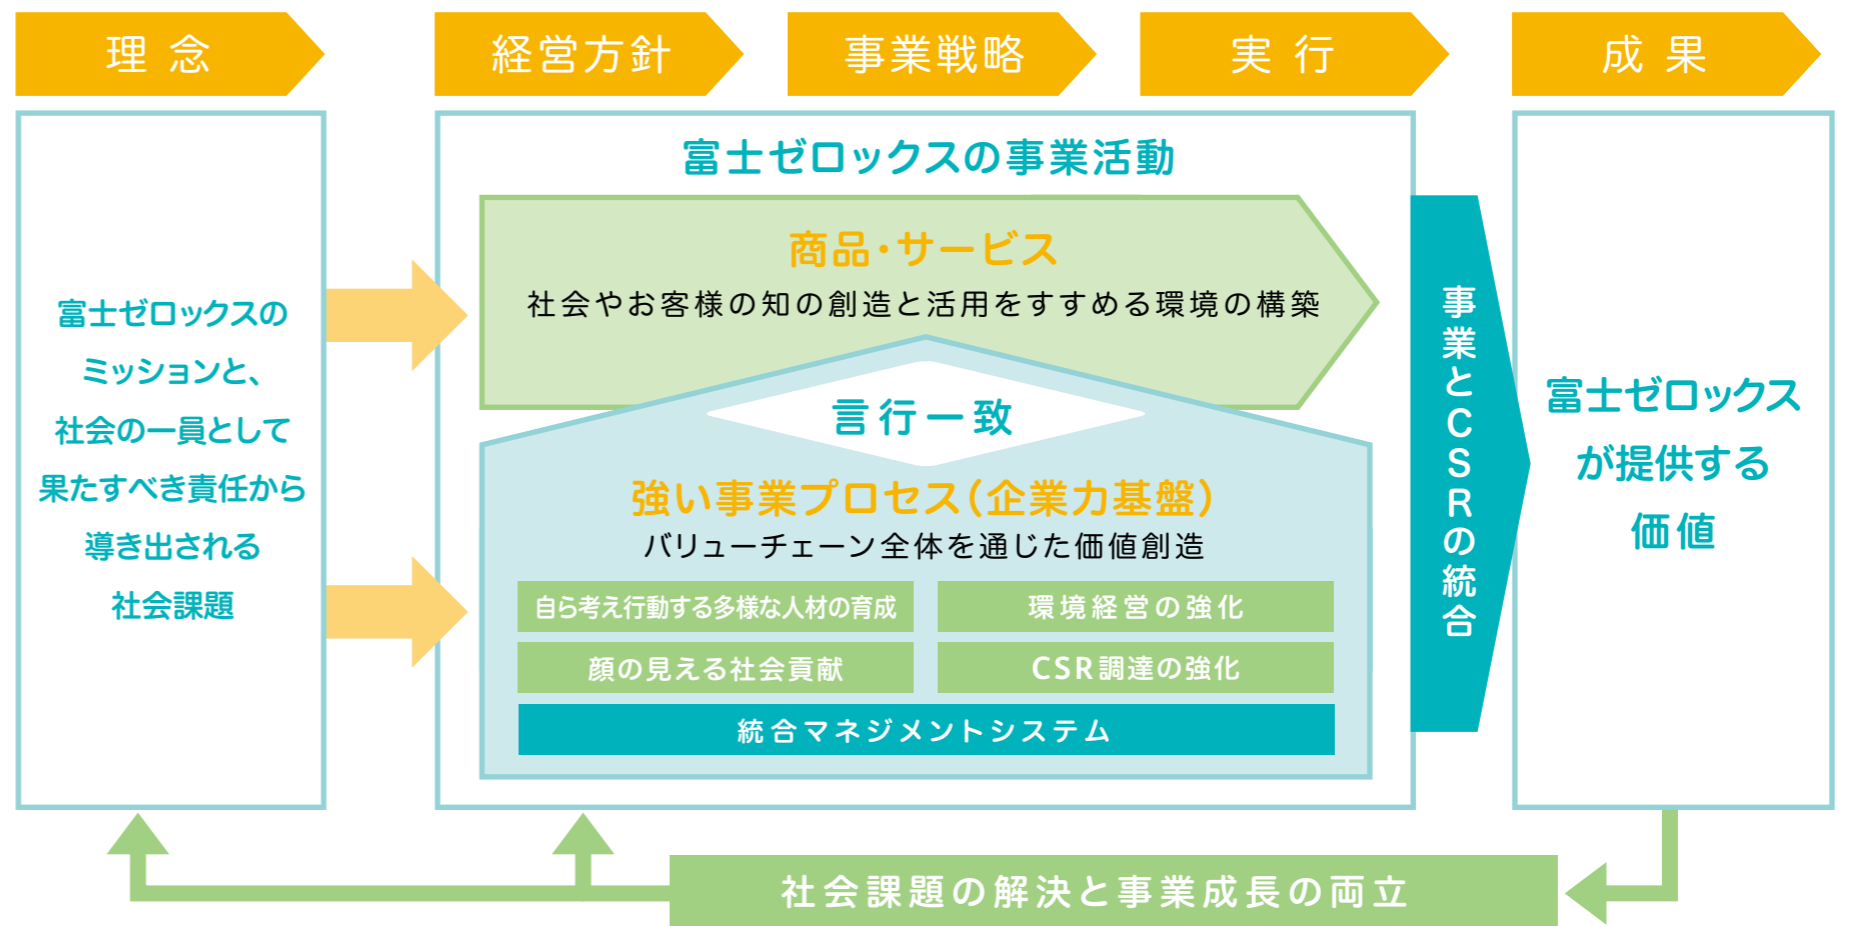 理念
経営方針
事業戦略
実行
成果
富士ゼロックスの
ミッションと、
社会の一員として
果たすべき責任から
導き出される
社会課題
富士ゼロックスの事業活動
商品・サービス
社会やお客様の知の創造と活用をすすめる環境の構築
言行一致
強い事業プロセス(企業力基盤)
バリューチェーン全体を通じた価値創造
自ら考え行動する多様な人材の育成
環境経営の強化
顔の見える社会貢献
CSR調達の強化
統合マネジメントシステム
事業とCSRの統合
富士ゼロックス
が提供する
価値
社会課題の解決と事業成長の両立